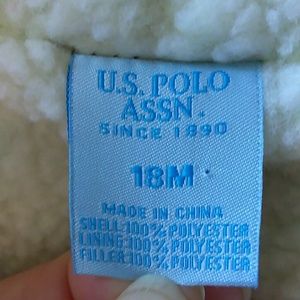 U.S. POLO
ASSN.
SINCE 1890
18M
MADE IN CHINA
SHELL:100% POLYESTER
LINING:100% POLYESTER
FILLER:100% POLYESTER